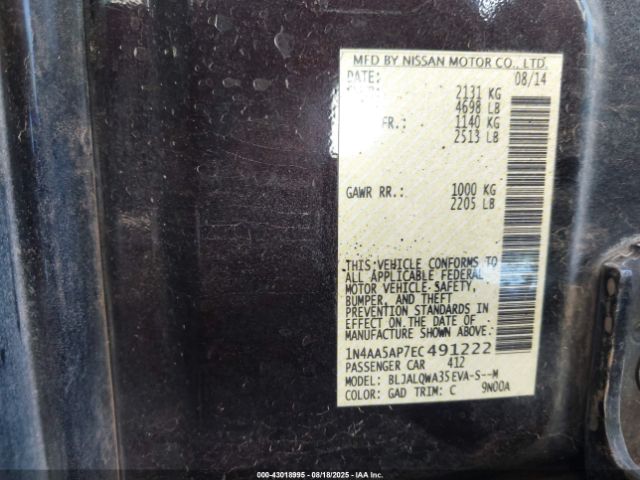 MFD BY NISSAN MOTOR CO., LTD.
DATE: 08/14
2131 KG
4698 LB
FR.: 1140 KG
2513 LB
GAWR RR.: 1000 KG
2205 LB
THIS VEHICLE CONFORMS TO
ALL APPLICABLE FEDERAL
MOTOR VEHICLE SAFETY,
BUMPER, AND THEFT
PREVENTION STANDARDS IN
EFFECT ON THE DATE OF
MANUFACTURE SHOWN ABOVE.
1N4AA5AP7EC491222
PASSENGER CAR 412
MODEL: BLJALQWA35EVA-S--M
COLOR: GAD TRIM: C 9N00A
000-43018995 - 08/18/2025 - IAA Inc.